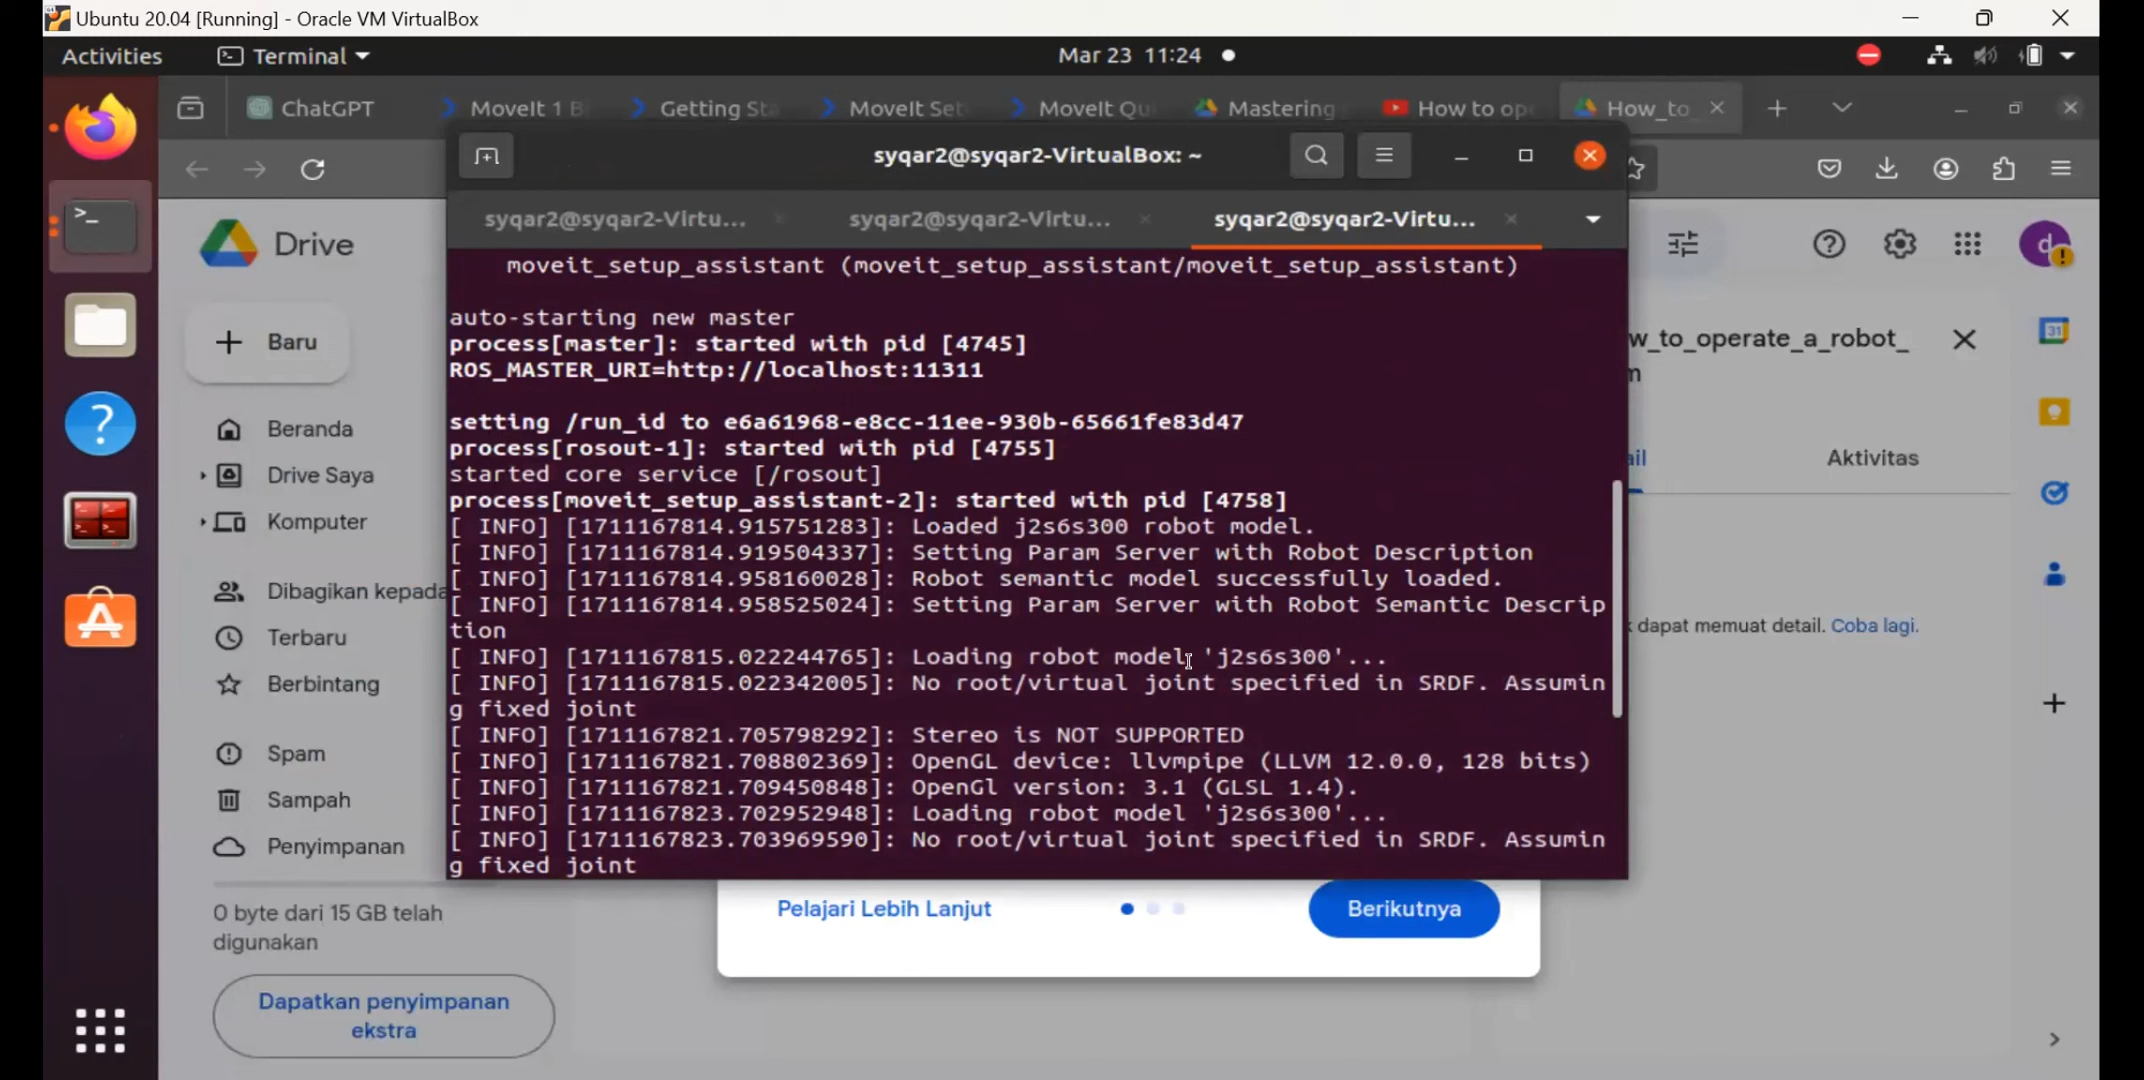 Ubuntu 20.04 [Running] - Oracle VM VirtualBox
Activities
Terminal
Mar 23 11:24
ChatGPT
MoveIt 1 B
Getting Sta
MoveIt Set
MoveIt Qu
Mastering
How to ope
How_to_
syqar2@syqar2-VirtualBox: ~
syqar2@syqar2-Virtu...
syqar2@syqar2-Virtu...
syqar2@syqar2-Virtu...
moveit_setup_assistant (moveit_setup_assistant/moveit_setup_assistant)
auto-starting new master
process[master]: started with pid [4745]
ROS_MASTER_URI=http://localhost:11311
setting /run_id to e6a61968-e8cc-11ee-930b-65661fe83d47
process[rosout-1]: started with pid [4755]
started core service [/rosout]
process[moveit_setup_assistant-2]: started with pid [4758]
[ INFO] [1711167814.915751283]: Loaded j2s6s300 robot model.
[ INFO] [1711167814.919504337]: Setting Param Server with Robot Description
[ INFO] [1711167814.958160028]: Robot semantic model successfully loaded.
[ INFO] [1711167814.958525024]: Setting Param Server with Robot Semantic Descrip
tion
[ INFO] [1711167815.022244765]: Loading robot model 'j2s6s300'...
[ INFO] [1711167815.022342005]: No root/virtual joint specified in SRDF. Assumin
g fixed joint
[ INFO] [1711167821.705798292]: Stereo is NOT SUPPORTED
[ INFO] [1711167821.708802369]: OpenGL device: llvmpipe (LLVM 12.0.0, 128 bits)
[ INFO] [1711167821.709450848]: OpenGl version: 3.1 (GLSL 1.4).
[ INFO] [1711167823.702952948]: Loading robot model 'j2s6s300'...
[ INFO] [1711167823.703969590]: No root/virtual joint specified in SRDF. Assumin
g fixed joint
Drive
Baru
Beranda
Drive Saya
Komputer
Dibagikan kepada
Terbaru
Berbintang
Spam
Sampah
Penyimpanan
0 byte dari 15 GB telah
digunakan
Dapatkan penyimpanan
ekstra
Pelajari Lebih Lanjut
Berikutnya
d
w_to_operate_a_robot_
m
ail
Aktivitas
k dapat memuat detail. Coba lagi.
31